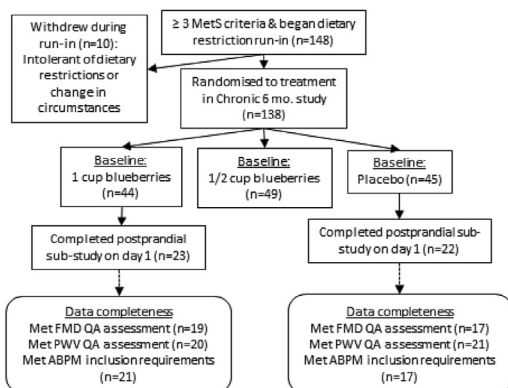 Withdrew during
run-in (n=10):
Intolerant of dietary
restrictions or
change in
circumstances
≥ 3 MetS criteria & began dietary
restriction run-in (n=148)
Randomised to treatment
in Chronic 6 mo. study
(n=138)
Baseline:
1 cup blueberries
(n=44)
Baseline:
1/2 cup blueberries
(n=49)
Baseline:
Placebo (n=45)
Completed postprandial
sub-study on day 1 (n=23)
Completed postprandial sub-
study on day 1 (n=22)
Data completeness
Met FMD QA assessment (n=19)
Met PWV QA assessment (n=20)
Met ABPM inclusion requirements
(n=21)
Data completeness
Met FMD QA assessment (n=17)
Met PWV QA assessment (n=21)
Met ABPM inclusion requirements
(n=17)